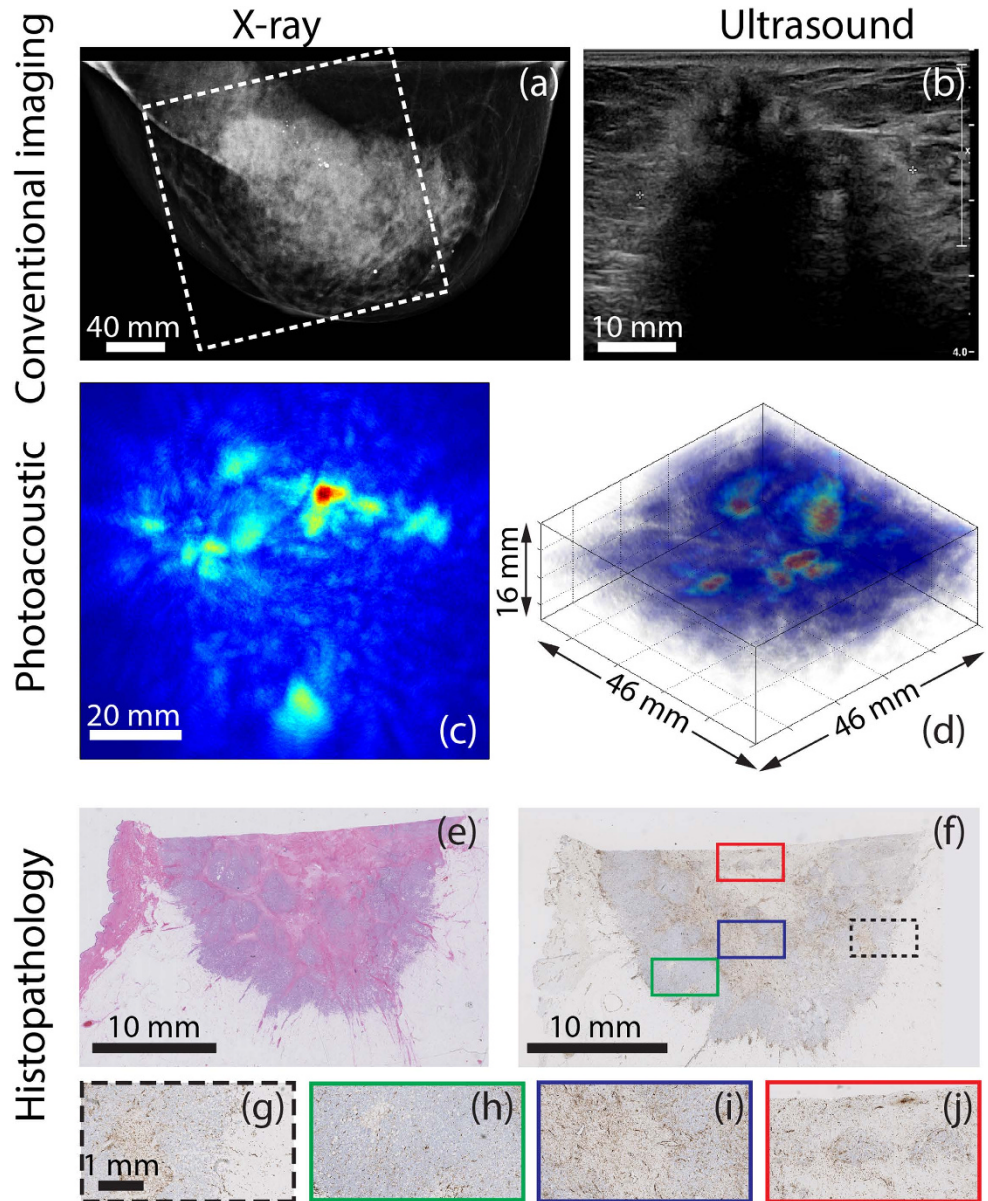 X-ray
Ultrasound
Conventional imaging
(a)
40 mm
(b)
x
10 mm
4.0
Photoacoustic
20 mm
(c)
16 mm
46 mm
46 mm
(d)
Histopathology
(e)
10 mm
(f)
10 mm
(g)
1 mm
(h)
(i)
(j)